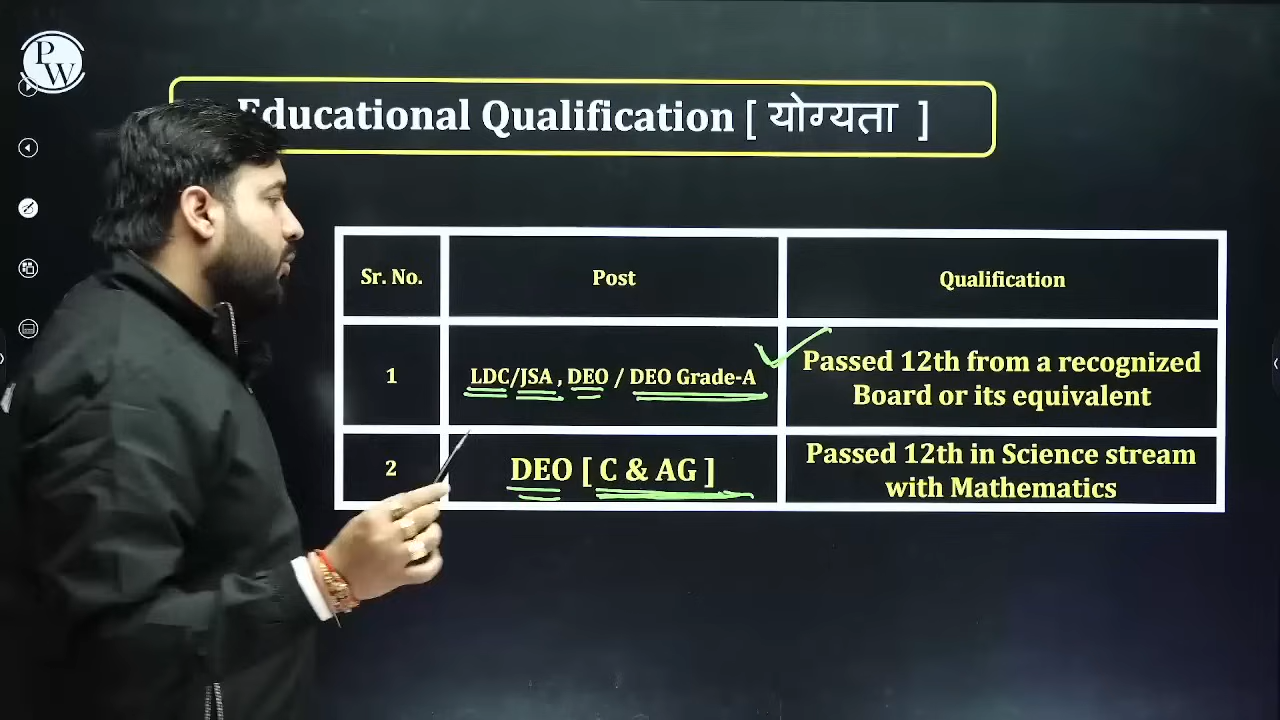 PW
Educational Qualification [ योग्यता ]
Sr. No. Post Qualification
1 LDC/JSA , DEO / DEO Grade-A Passed 12th from a recognized
Board or its equivalent
2 DEO [ C & AG ] Passed 12th in Science stream
with Mathematics